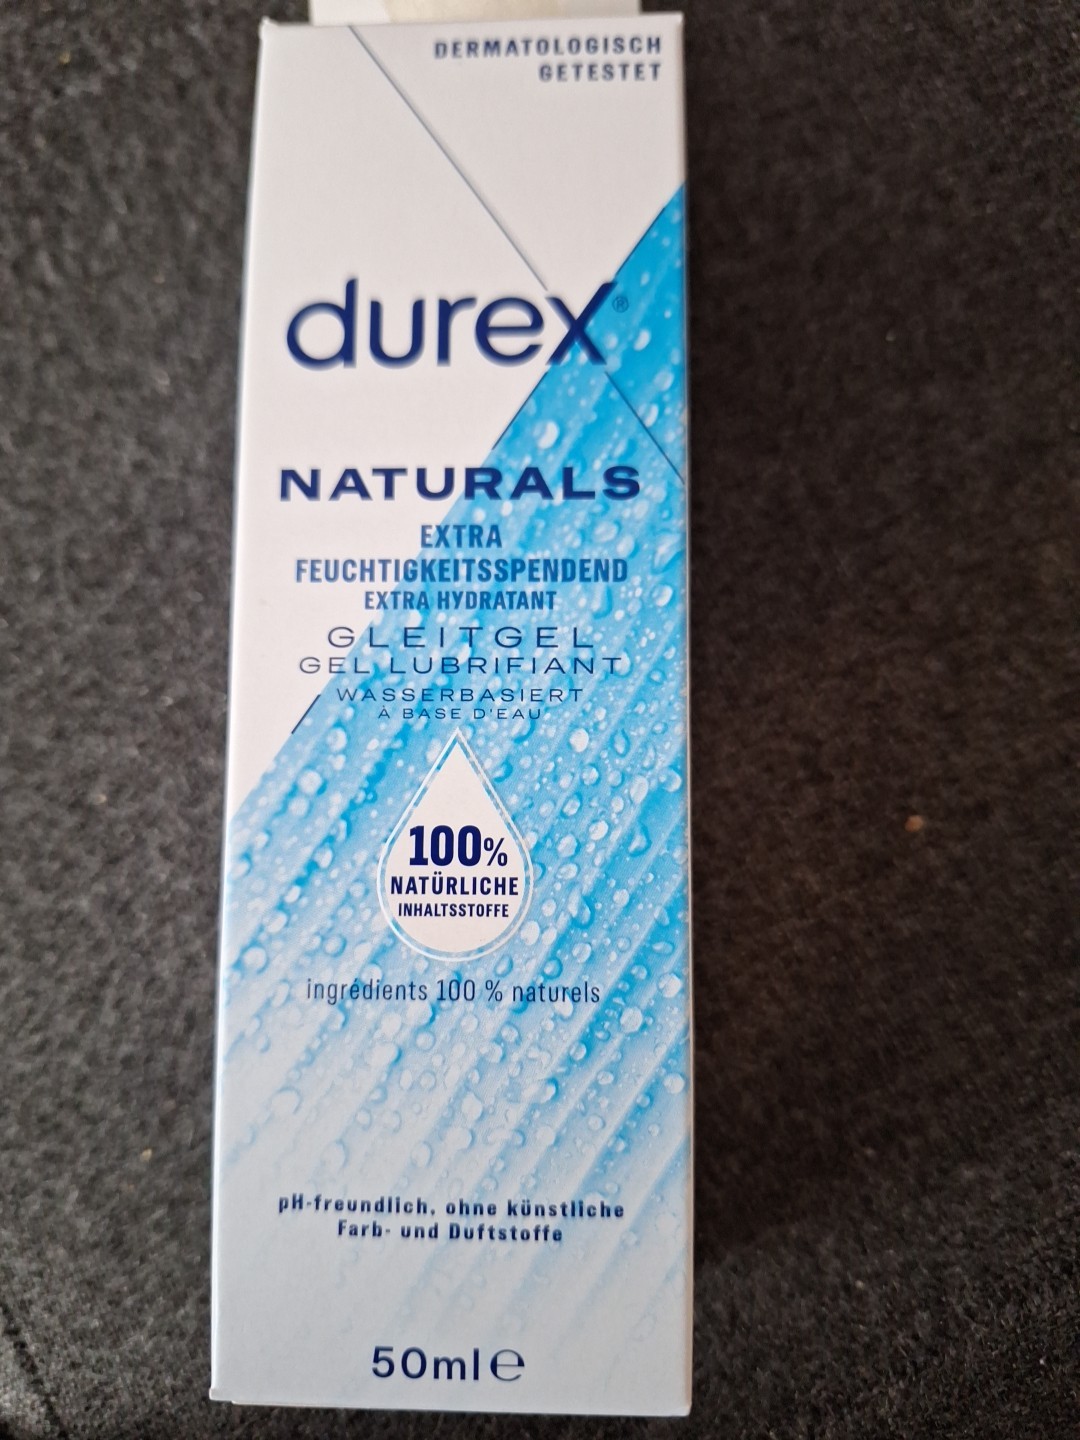 DERMATOLOGISCH
GETESTET
durex®
NATURALS
EXTRA
FEUCHTIGKEITSSPENDEND
EXTRA HYDRATANT
GLEITGEL
GEL LUBRIFIANT
WASSERBASIERT
À BASE D'EAU
100%
NATÜRLICHE
INHALTSSTOFFE
ingrédients 100 % naturels
pH-freundlich, ohne künstliche
Farb- und Duftstoffe
50ml℮